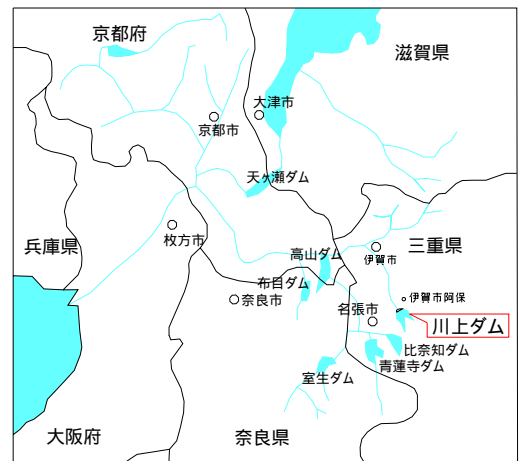 京都府
滋賀県
大津市
京都市
天ヶ瀬ダム
枚方市
兵庫県
高山ダム
伊賀市
三重県
布目ダム
奈良市
伊賀市阿保
名張市
川上ダム
比奈知ダム
青蓮寺ダム
室生ダム
大阪府
奈良県